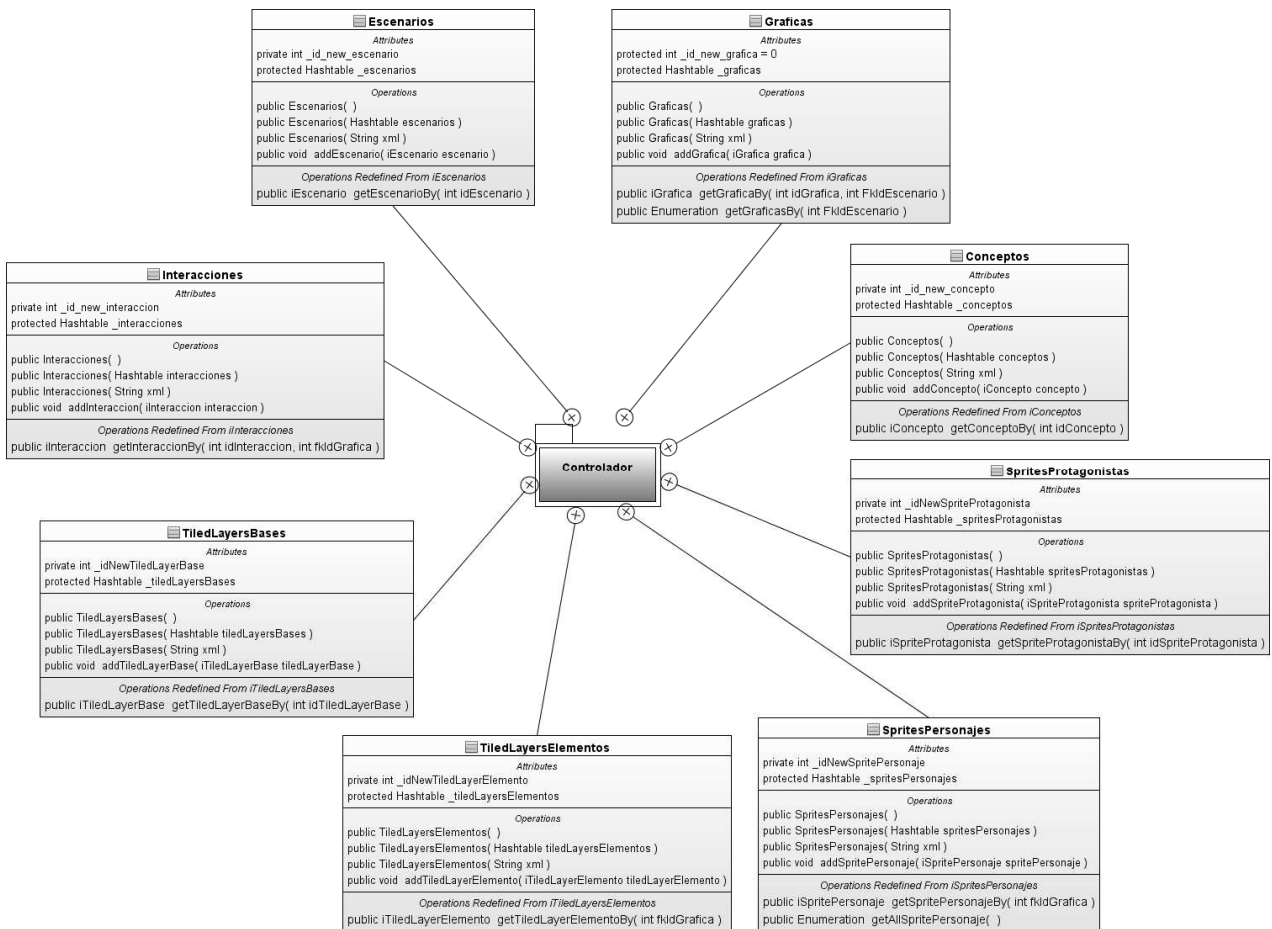 Escenarios
Attributes
private int _id_new_escenario
protected Hashtable _escenarios
Operations
public Escenarios( )
public Escenarios( Hashtable escenarios )
public Escenarios( String xml )
public void addEscenario( iEscenario escenario )
Operations Redefined From iEscenarios
public iEscenario getEscenarioBy( int idEscenario )
Graficas
Attributes
protected int _id_new_grafica = 0
protected Hashtable _graficas
Operations
public Graficas( )
public Graficas( Hashtable graficas )
public Graficas( String xml )
public void addGrafica( iGrafica grafica )
Operations Redefined From iGraficas
public iGrafica getGraficaBy( int idGrafica, int FkIdEscenario )
public Enumeration getGraficasBy( int FkIdEscenario )
Interacciones
Attributes
private int _id_new_interaccion
protected Hashtable _interacciones
Operations
public Interacciones( )
public Interacciones( Hashtable interacciones )
public Interacciones( String xml )
public void addInteraccion( iInteraccion interaccion )
Operations Redefined From iInteracciones
public iInteraccion getInteraccionBy( int idInteraccion, int fkIdGrafica )
Conceptos
Attributes
private int _id_new_concepto
protected Hashtable _conceptos
Operations
public Conceptos( )
public Conceptos( Hashtable conceptos )
public Conceptos( String xml )
public void addConcepto( iConcepto concepto )
Operations Redefined From iConceptos
public iConcepto getConceptoBy( int idConcepto )
Controlador
SpritesProtagonistas
Attributes
private int _idNewSpriteProtagonista
protected Hashtable _spritesProtagonistas
Operations
public SpritesProtagonistas( )
public SpritesProtagonistas( Hashtable spritesProtagonistas )
public SpritesProtagonistas( String xml )
public void addSpriteProtagonista( iSpriteProtagonista spriteProtagonista )
Operations Redefined From iSpritesProtagonistas
public iSpriteProtagonista getSpriteProtagonistaBy( int idSpriteProtagonista )
TiledLayersBases
Attributes
private int _idNewTiledLayerBase
protected Hashtable _tiledLayersBases
Operations
public TiledLayersBases( )
public TiledLayersBases( Hashtable tiledLayersBases )
public TiledLayersBases( String xml )
public void addTiledLayerBase( iTiledLayerBase tiledLayerBase )
Operations Redefined From iTiledLayersBases
public iTiledLayerBase getTiledLayerBaseBy( int idTiledLayerBase )
TiledLayersElementos
Attributes
private int _idNewTiledLayerElemento
protected Hashtable _tiledLayersElementos
Operations
public TiledLayersElementos( )
public TiledLayersElementos( Hashtable tiledLayersElementos )
public TiledLayersElementos( String xml )
public void addTiledLayerElemento( iTiledLayerElemento tiledLayerElemento )
Operations Redefined From iTiledLayersElementos
public iTiledLayerElemento getTiledLayerElementoBy( int fkIdGrafica )
SpritesPersonajes
Attributes
private int _idNewSpritePersonaje
protected Hashtable _spritesPersonajes
Operations
public SpritesPersonajes( )
public SpritesPersonajes( Hashtable spritesPersonajes )
public SpritesPersonajes( String xml )
public void addSpritePersonaje( iSpritePersonaje spritePersonaje )
Operations Redefined From iSpritesPersonajes
public iSpritePersonaje getSpritePersonajeBy( int fkIdGrafica )
public Enumeration getAllSpritePersonaje( )